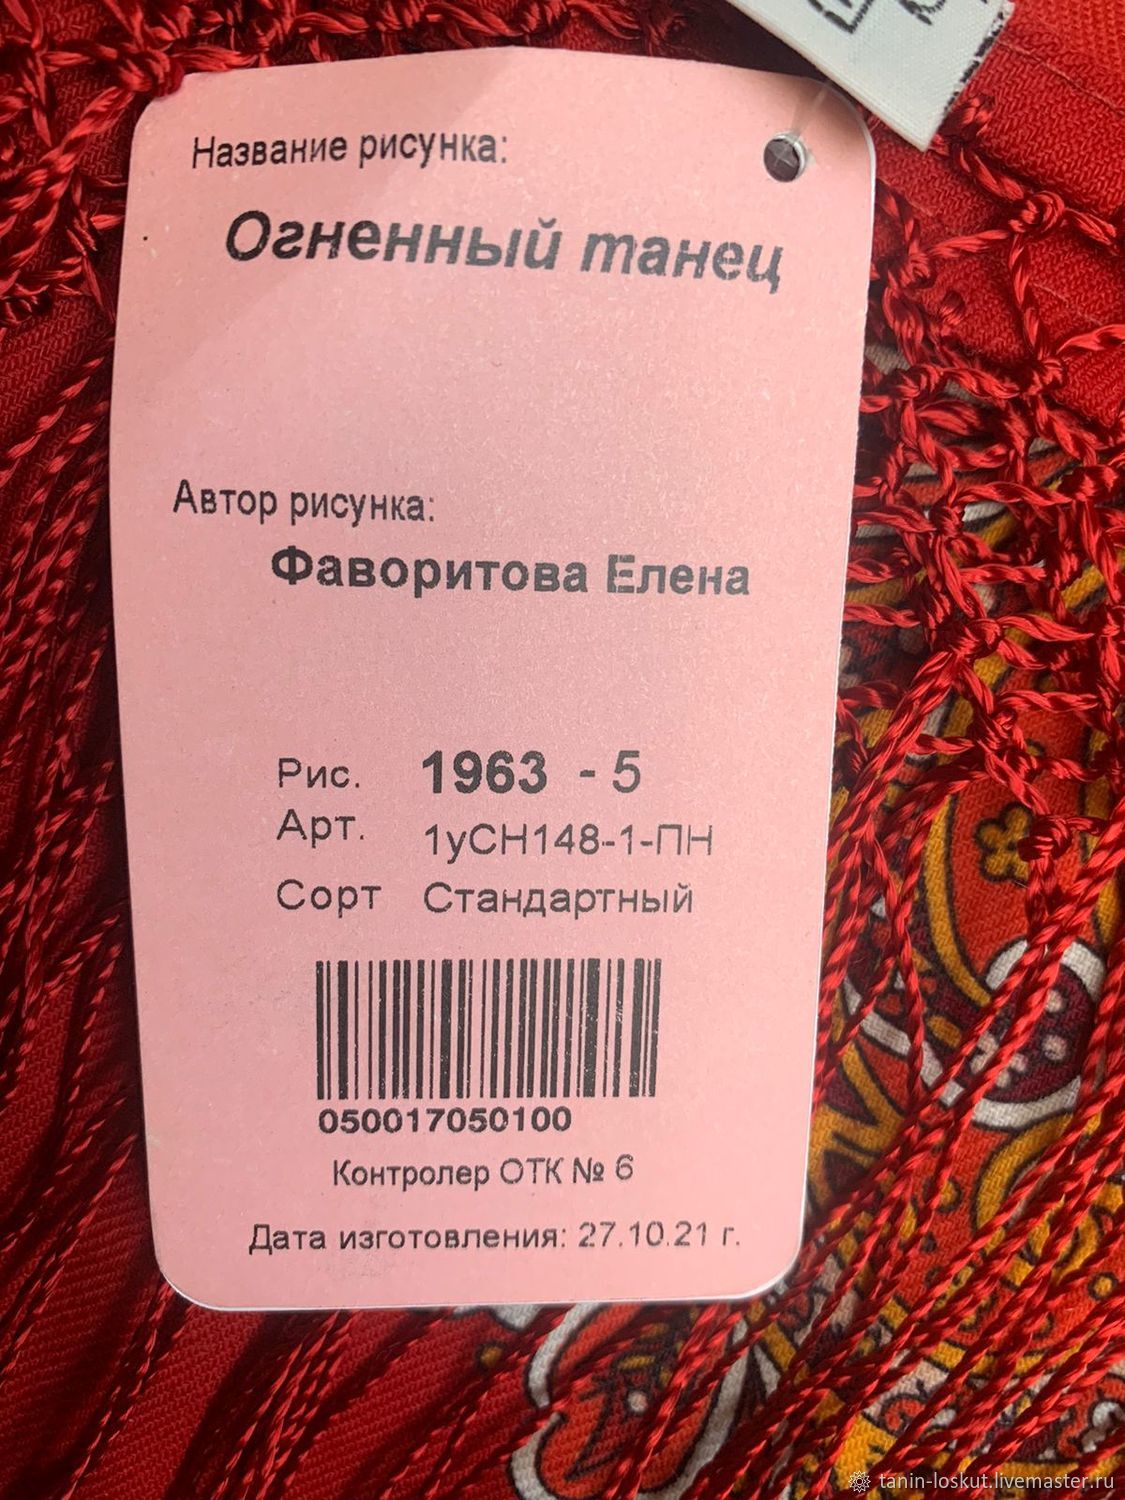 Название рисунка:
Огненный танец
Автор рисунка:
Фаворитова Елена
Рис. 1963 - 5
Арт. 1уСН148-1-ПН
Сорт Стандартный
050017050100
Контролер ОТК № 6
Дата изготовления: 27.10.21 г.
tanin-loskut.livemaster.ru